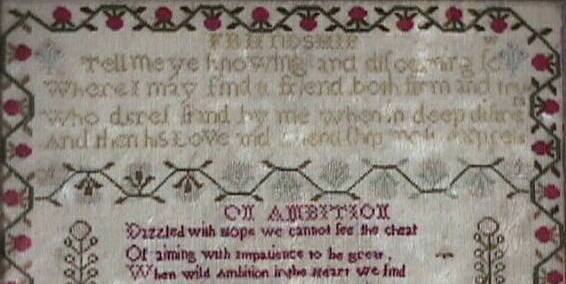 FRIENDSHIP
Tell me ye knowing and discerning few
Where I may find a friend both firm and true
Who dares stand by me when in deep distress
And then his Love and Friendship most express
ON AMBITION
Dazzled with hope we cannot see the cheat
Of aiming with impatience to be great
When wild Ambition in the Heart we find